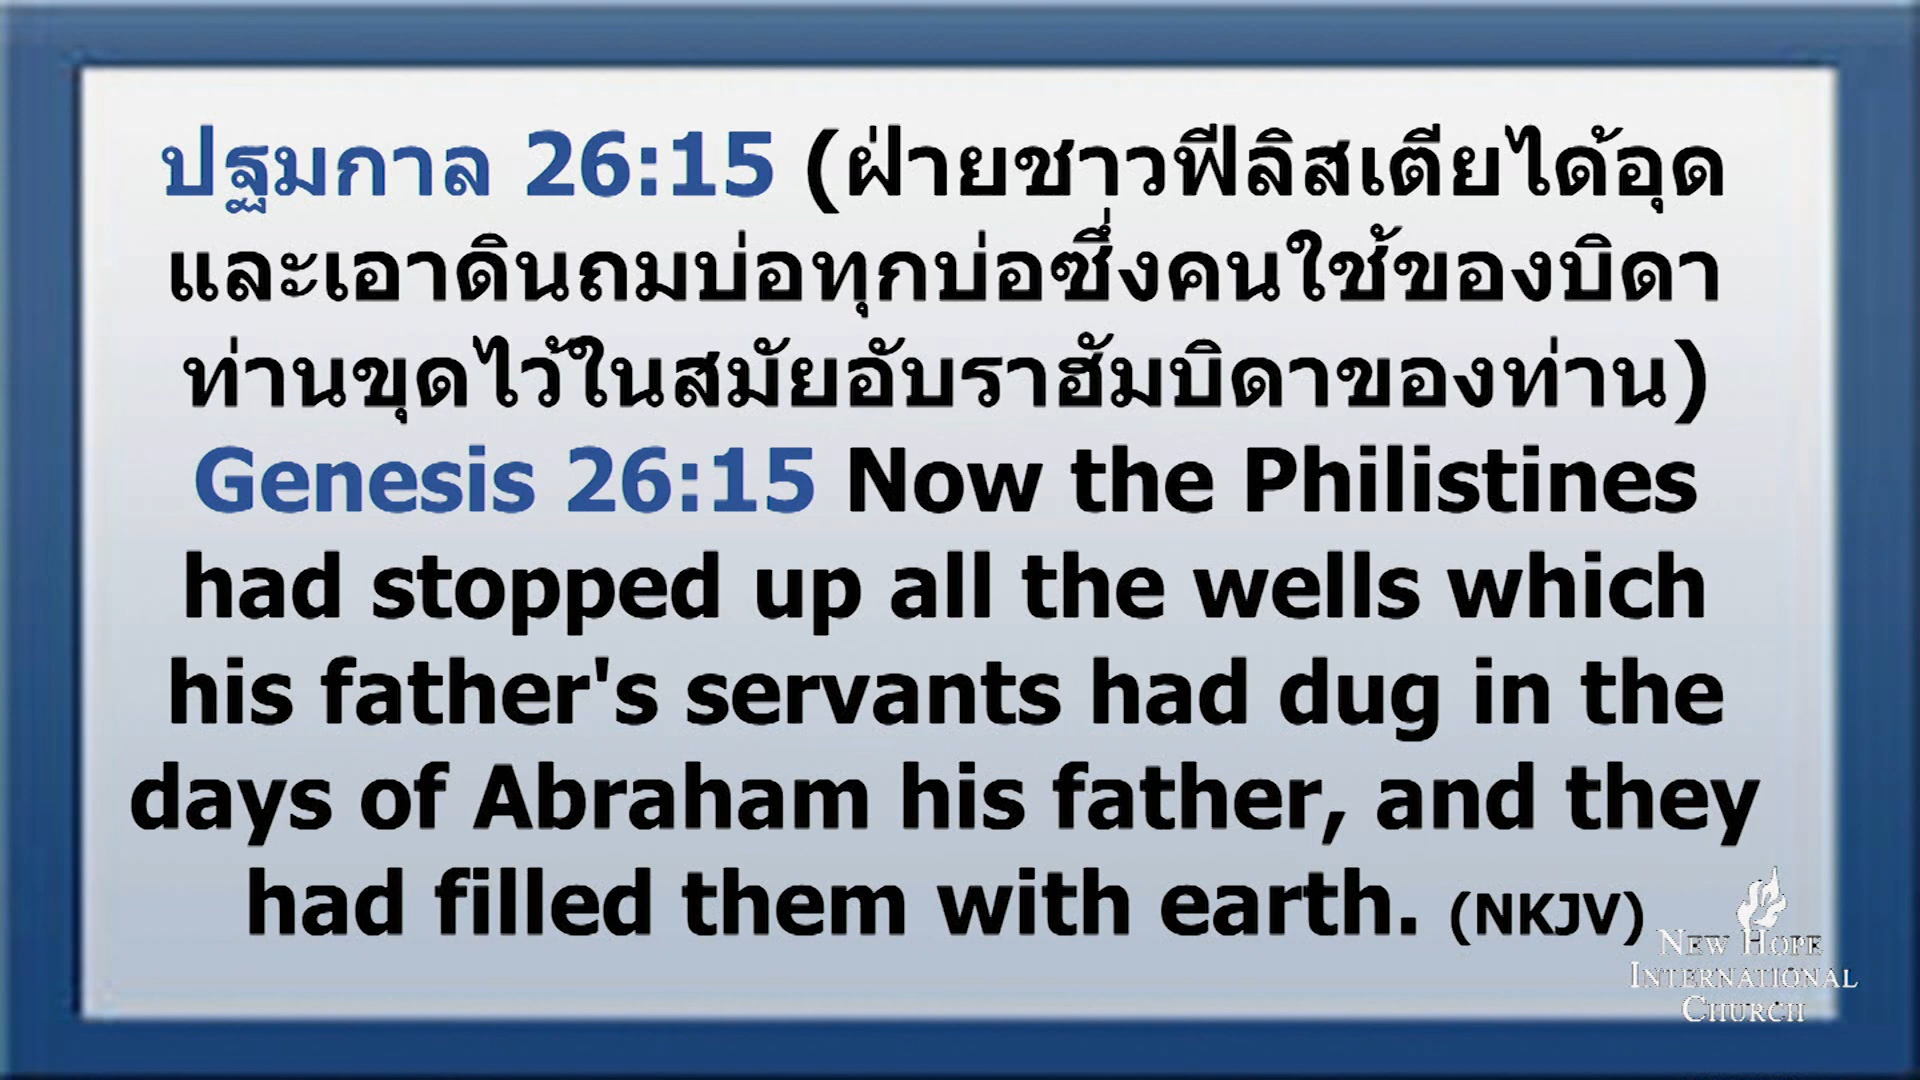 ปฐมกาล 26:15 (ฝ่ายชาวฟีลิสเตียได้อุด
และเอาดินถมบ่อทุกบ่อซึ่งคนใช้ของบิดา
ท่านขุดไว้ในสมัยอับราฮัมบิดาของท่าน)
Genesis 26:15 Now the Philistines
had stopped up all the wells which
his father's servants had dug in the
days of Abraham his father, and they
had filled them with earth. (NKJV)
NEW HOPE
INTERNATIONAL
CHURCH